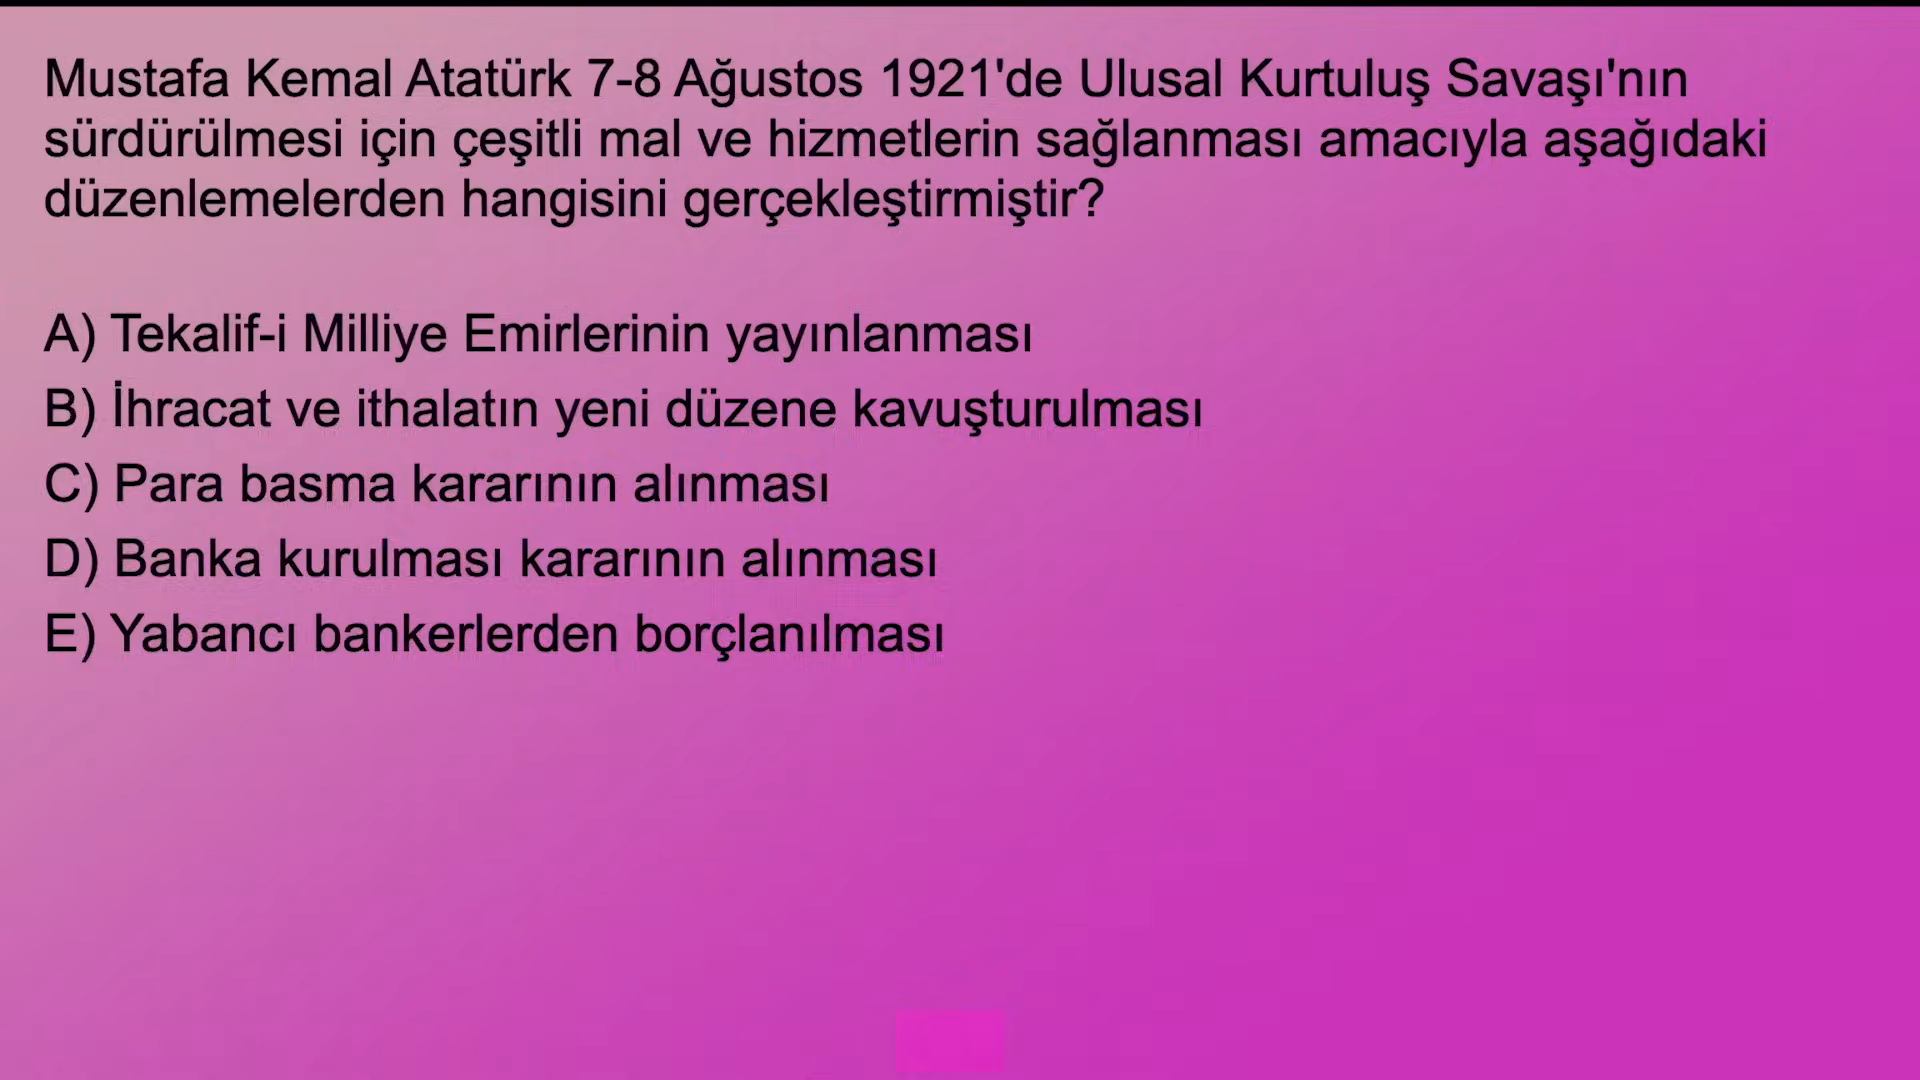 Mustafa Kemal Atatürk 7-8 Ağustos 1921'de Ulusal Kurtuluş Savaşı'nın
sürdürülmesi için çeşitli mal ve hizmetlerin sağlanması amacıyla aşağıdaki
düzenlemelerden hangisini gerçekleştirmiştir?
A) Tekalif-i Milliye Emirlerinin yayınlanması
B) İhracat ve ithalatın yeni düzene kavuşturulması
C) Para basma kararının alınması
D) Banka kurulması kararının alınması
E) Yabancı bankerlerden borçlanılması